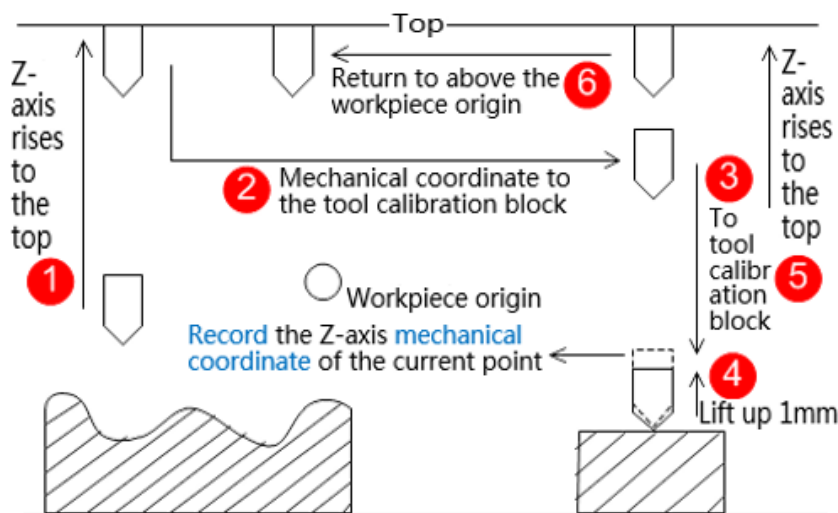 Top
Z-
axis
rises
to
the
top
1
Return to above the
workpiece origin
6
Z-
axis
rises
to
the
top
5
2
Mechanical coordinate to
the tool calibration block
3
To
tool
calibr
ation
block
Workpiece origin
Record the Z-axis mechanical
coordinate of the current point
4
Lift up 1mm